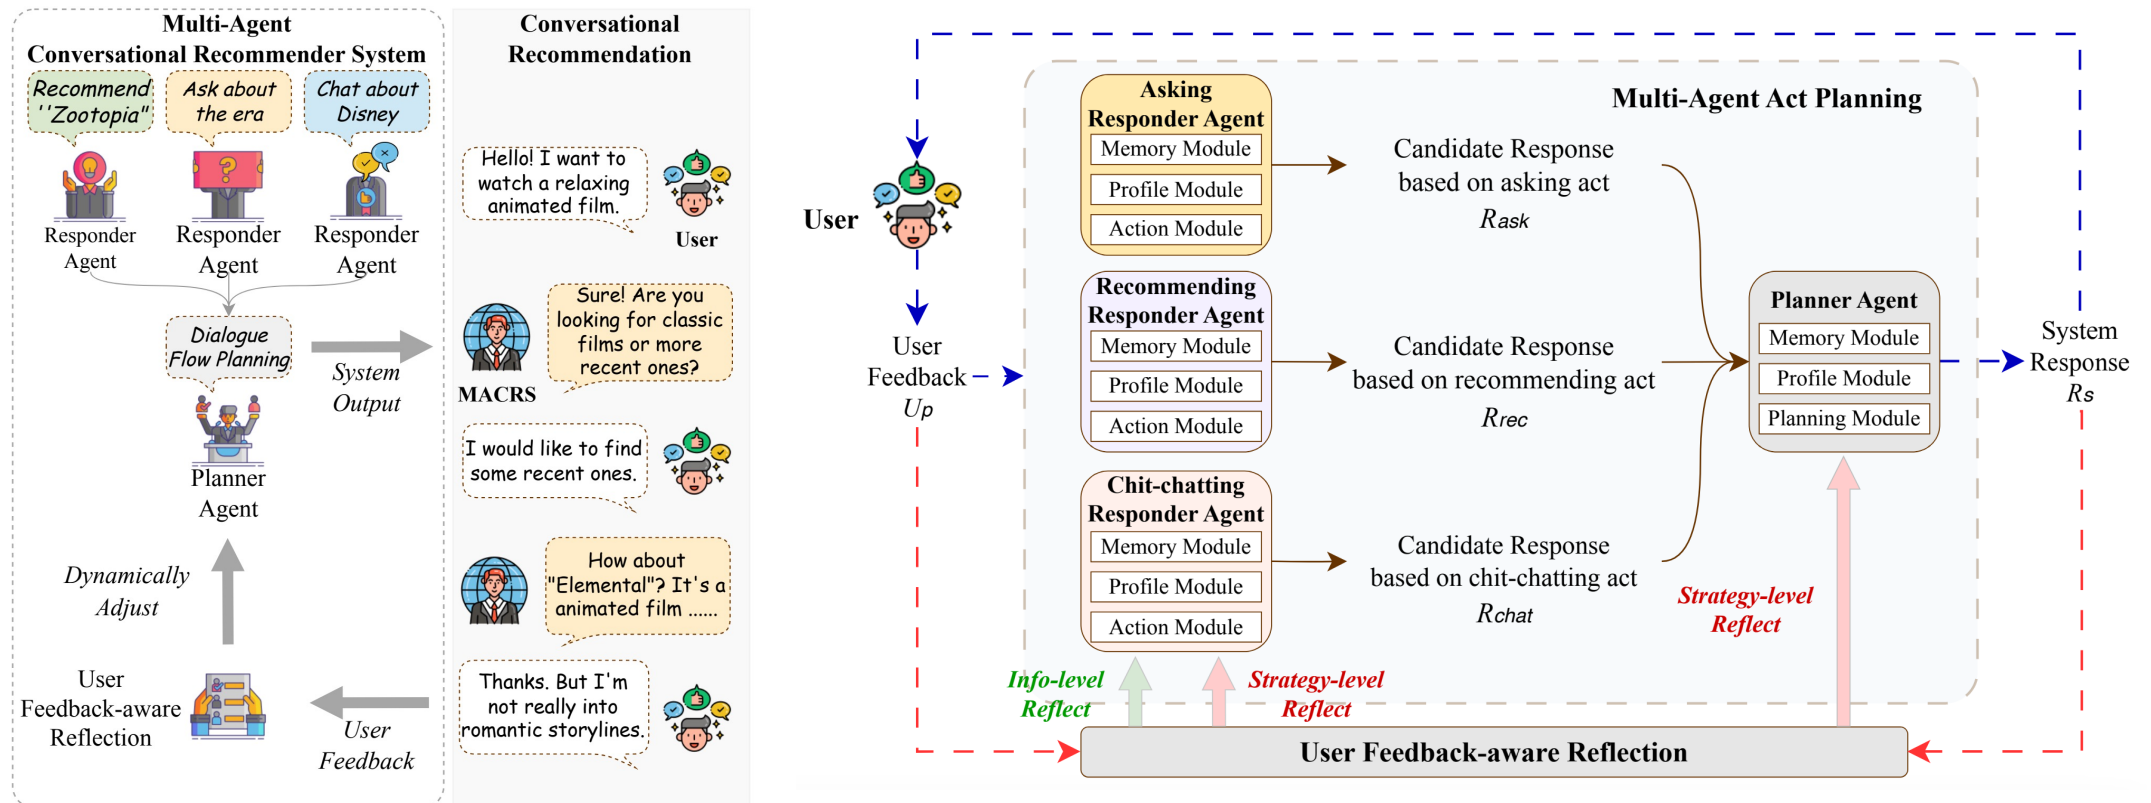 Multi-Agent
Conversational Recommender System
Recommend
''Zootopia"
Ask about
the era
Chat about
Disney
Responder
Agent
Responder
Agent
Responder
Agent
Dialogue
Flow Planning
System
Output
Planner
Agent
Dynamically
Adjust
User
Feedback-aware
Reflection
User
Feedback
Conversational
Recommendation
Hello! I want to
watch a relaxing
animated film.
User
Sure! Are you
looking for classic
films or more
recent ones?
MACRS
I would like to find
some recent ones.
How about
"Elemental"? It's a
animated film ......
Thanks. But I'm
not really into
romantic storylines.
User
User
Feedback
Up
Multi-Agent Act Planning
Asking
Responder Agent
Memory Module
Profile Module
Action Module
Candidate Response
based on asking act
Rask
Recommending
Responder Agent
Memory Module
Profile Module
Action Module
Candidate Response
based on recommending act
Rrec
Chit-chatting
Responder Agent
Memory Module
Profile Module
Action Module
Candidate Response
based on chit-chatting act
Rchat
Planner Agent
Memory Module
Profile Module
Planning Module
System
Response
Rs
Info-level
Reflect
Strategy-level
Reflect
Strategy-level
Reflect
User Feedback-aware Reflection